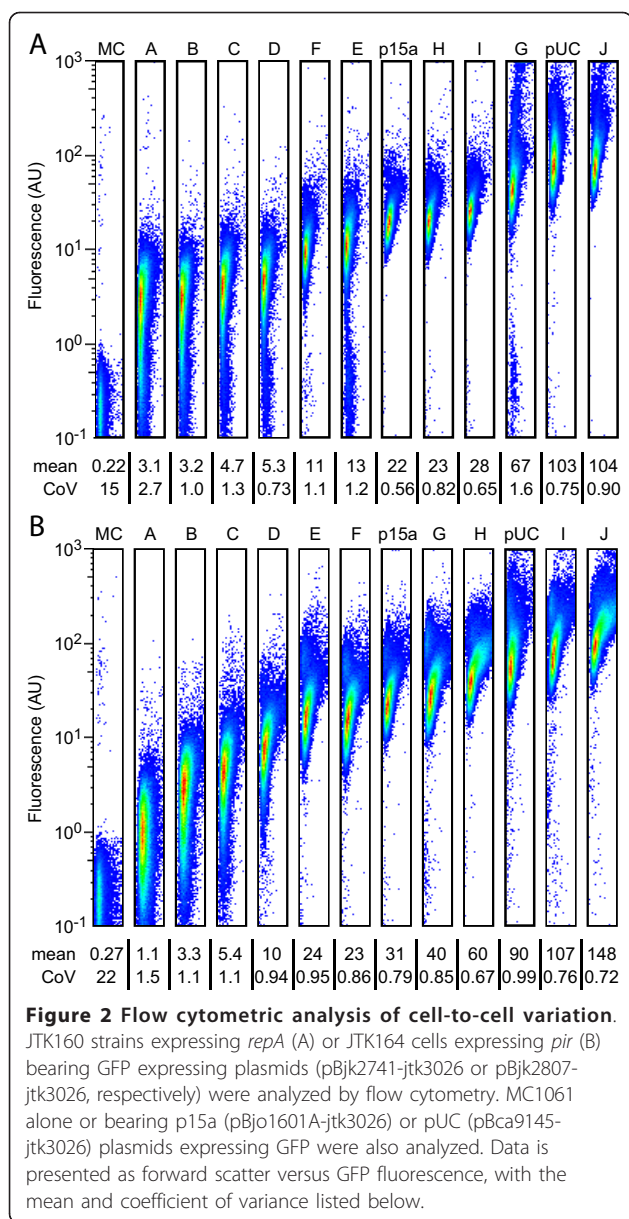 A
MC A B C D F E p15a H I G pUC J
10³
10²
10¹
10⁰
10⁻¹
Fluorescence (AU)
mean 0.22 3.1 3.2 4.7 5.3 11 13 22 23 28 67 103 104
CoV 15 2.7 1.0 1.3 0.73 1.1 1.2 0.56 0.82 0.65 1.6 0.75 0.90
B
MC A B C D E F p15a G H pUC I J
10³
10²
10¹
10⁰
10⁻¹
Fluorescence (AU)
mean 0.27 1.1 3.3 5.4 10 24 23 31 40 60 90 107 148
CoV 22 1.5 1.1 1.1 0.94 0.95 0.86 0.79 0.85 0.67 0.99 0.76 0.72
Figure 2 Flow cytometric analysis of cell-to-cell variation.
JTK160 strains expressing repA (A) or JTK164 cells expressing pir (B)
bearing GFP expressing plasmids (pBjk2741-jtk3026 or pBjk2807-
jtk3026, respectively) were analyzed by flow cytometry. MC1061
alone or bearing p15a (pBjo1601A-jtk3026) or pUC (pBca9145-
jtk3026) plasmids expressing GFP were also analyzed. Data is
presented as forward scatter versus GFP fluorescence, with the
mean and coefficient of variance listed below.